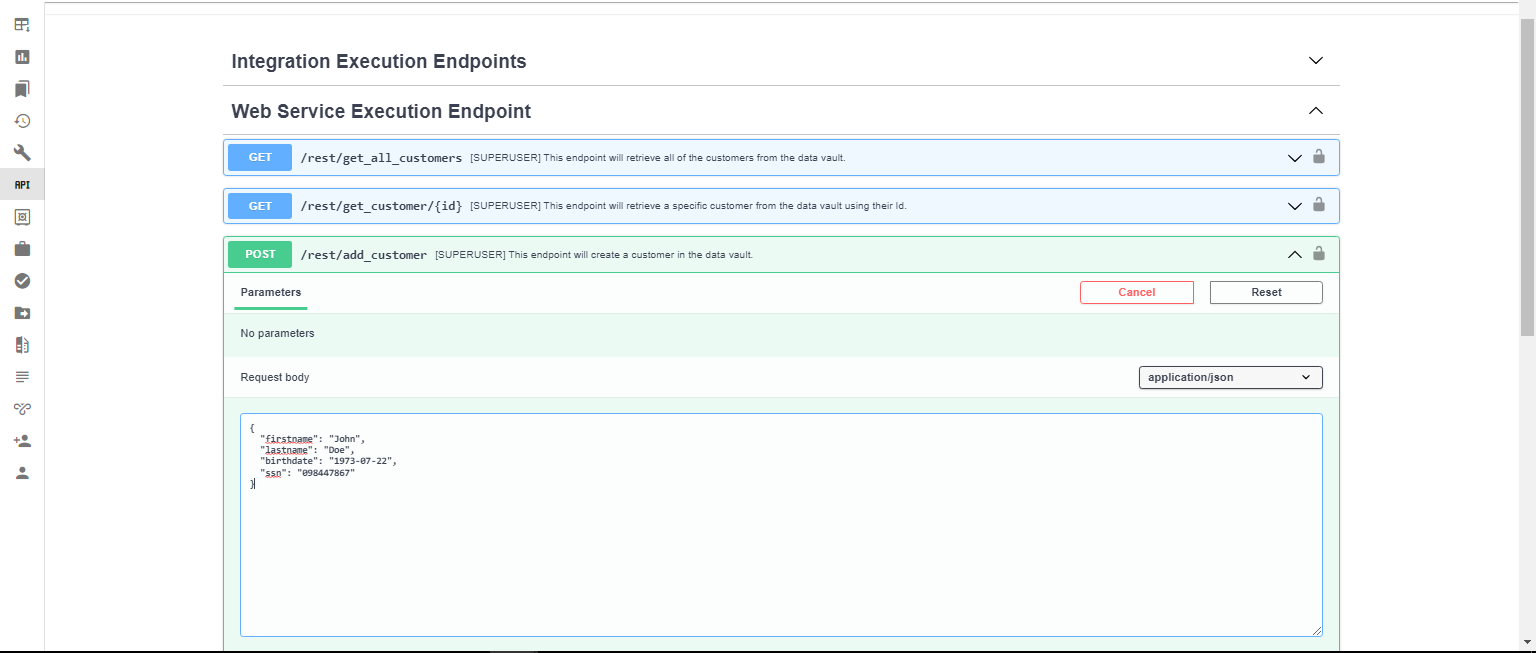 Integration Execution Endpoints
Web Service Execution Endpoint
GET /rest/get_all_customers [SUPERUSER] This endpoint will retrieve all of the customers from the data vault.
API
GET /rest/get_customer/{id} [SUPERUSER] This endpoint will retrieve a specific customer from the data vault using their Id.
POST /rest/add_customer [SUPERUSER] This endpoint will create a customer in the data vault.
Parameters Cancel Reset
No parameters
Request body application/json
{
"firstname": "John",
"lastname": "Doe",
"birthdate": "1973-07-22",
"ssn": "098447867"
}